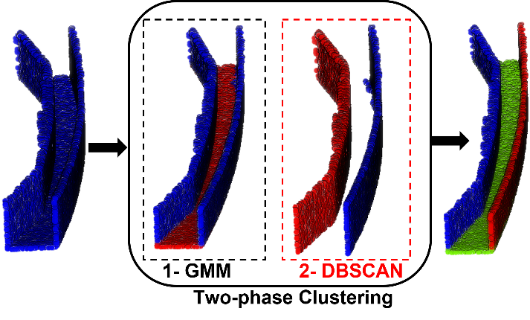 1- GMM
2- DBSCAN
Two-phase Clustering